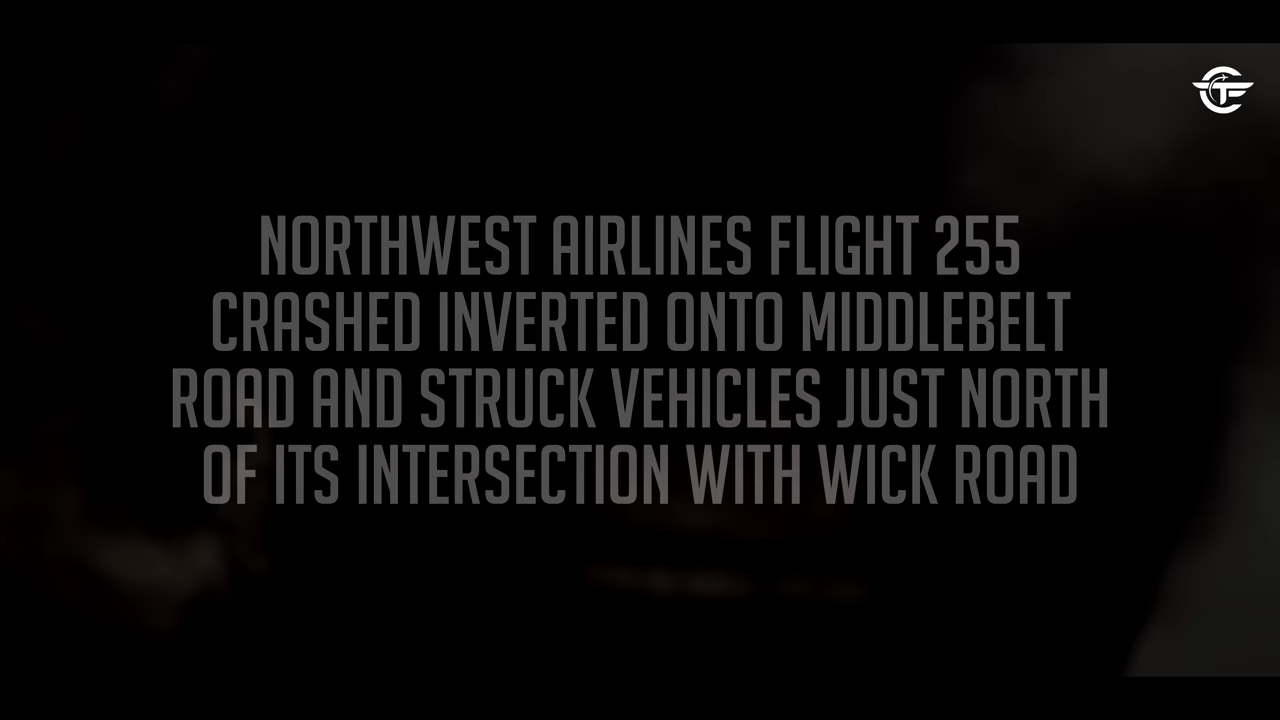 NORTHWEST AIRLINES FLIGHT 255
CRASHED INVERTED ONTO MIDDLEBELT
ROAD AND STRUCK VEHICLES JUST NORTH
OF ITS INTERSECTION WITH WICK ROAD